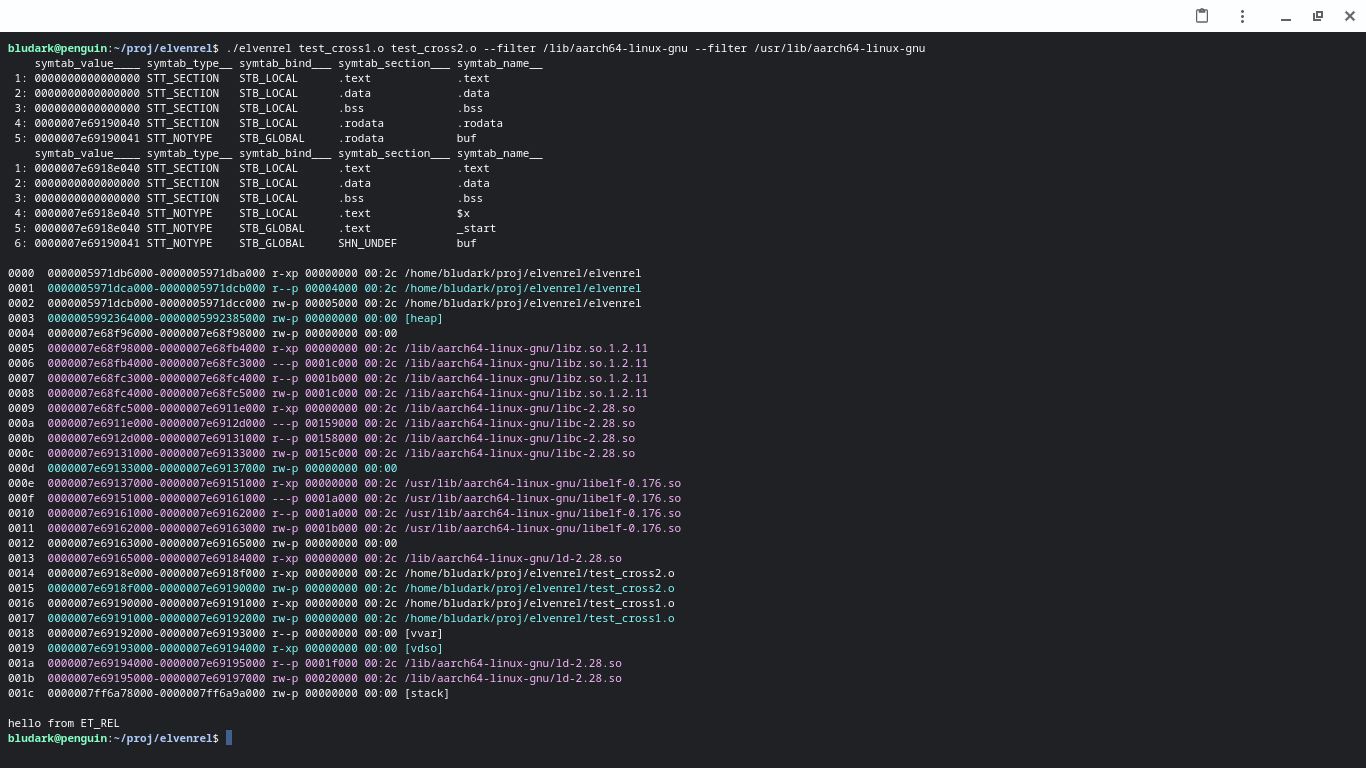 bludark@penguin:~/proj/elvenrel$ ./elvenrel test_cross1.o test_cross2.o --filter /lib/aarch64-linux-gnu --filter /usr/lib/aarch64-linux-gnu
    symtab_value____ symtab_type__ symtab_bind___ symtab_section___ symtab_name__
 1: 0000000000000000 STT_SECTION   STB_LOCAL      .text             .text
 2: 0000000000000000 STT_SECTION   STB_LOCAL      .data             .data
 3: 0000000000000000 STT_SECTION   STB_LOCAL      .bss              .bss
 4: 0000007e69190040 STT_SECTION   STB_LOCAL      .rodata           .rodata
 5: 0000007e69190041 STT_NOTYPE    STB_GLOBAL     .rodata           buf
    symtab_value____ symtab_type__ symtab_bind___ symtab_section___ symtab_name__
 1: 0000007e6918e040 STT_SECTION   STB_LOCAL      .text             .text
 2: 0000000000000000 STT_SECTION   STB_LOCAL      .data             .data
 3: 0000000000000000 STT_SECTION   STB_LOCAL      .bss              .bss
 4: 0000007e6918e040 STT_NOTYPE    STB_LOCAL      .text             $x
 5: 0000007e6918e040 STT_NOTYPE    STB_GLOBAL     .text             _start
 6: 0000007e69190041 STT_NOTYPE    STB_GLOBAL     SHN_UNDEF         buf
0000  0000005971db6000-0000005971dba000 r-xp 00000000 00:2c /home/bludark/proj/elvenrel/elvenrel
0001  0000005971dca000-0000005971dcb000 r--p 00004000 00:2c /home/bludark/proj/elvenrel/elvenrel
0002  0000005971dcb000-0000005971dcc000 rw-p 00005000 00:2c /home/bludark/proj/elvenrel/elvenrel
0003  0000005992364000-0000005992385000 rw-p 00000000 00:00 [heap]
0004  0000007e68f96000-0000007e68f98000 rw-p 00000000 00:00
0005  0000007e68f98000-0000007e68fb4000 r-xp 00000000 00:2c /lib/aarch64-linux-gnu/libz.so.1.2.11
0006  0000007e68fb4000-0000007e68fc3000 ---p 0001c000 00:2c /lib/aarch64-linux-gnu/libz.so.1.2.11
0007  0000007e68fc3000-0000007e68fc4000 r--p 0001b000 00:2c /lib/aarch64-linux-gnu/libz.so.1.2.11
0008  0000007e68fc4000-0000007e68fc5000 rw-p 0001c000 00:2c /lib/aarch64-linux-gnu/libz.so.1.2.11
0009  0000007e68fc5000-0000007e6911e000 r-xp 00000000 00:2c /lib/aarch64-linux-gnu/libc-2.28.so
000a  0000007e6911e000-0000007e6912d000 ---p 00159000 00:2c /lib/aarch64-linux-gnu/libc-2.28.so
000b  0000007e6912d000-0000007e69131000 r--p 00158000 00:2c /lib/aarch64-linux-gnu/libc-2.28.so
000c  0000007e69131000-0000007e69133000 rw-p 0015c000 00:2c /lib/aarch64-linux-gnu/libc-2.28.so
000d  0000007e69133000-0000007e69137000 rw-p 00000000 00:00
000e  0000007e69137000-0000007e69151000 r-xp 00000000 00:2c /usr/lib/aarch64-linux-gnu/libelf-0.176.so
000f  0000007e69151000-0000007e69161000 ---p 0001a000 00:2c /usr/lib/aarch64-linux-gnu/libelf-0.176.so
0010  0000007e69161000-0000007e69162000 r--p 0001a000 00:2c /usr/lib/aarch64-linux-gnu/libelf-0.176.so
0011  0000007e69162000-0000007e69163000 rw-p 0001b000 00:2c /usr/lib/aarch64-linux-gnu/libelf-0.176.so
0012  0000007e69163000-0000007e69165000 rw-p 00000000 00:00
0013  0000007e69165000-0000007e69184000 r-xp 00000000 00:2c /lib/aarch64-linux-gnu/ld-2.28.so
0014  0000007e6918e000-0000007e6918f000 r-xp 00000000 00:2c /home/bludark/proj/elvenrel/test_cross2.o
0015  0000007e6918f000-0000007e69190000 rw-p 00000000 00:2c /home/bludark/proj/elvenrel/test_cross2.o
0016  0000007e69190000-0000007e69191000 r-xp 00000000 00:2c /home/bludark/proj/elvenrel/test_cross1.o
0017  0000007e69191000-0000007e69192000 rw-p 00000000 00:2c /home/bludark/proj/elvenrel/test_cross1.o
0018  0000007e69192000-0000007e69193000 r--p 00000000 00:00 [vvar]
0019  0000007e69193000-0000007e69194000 r-xp 00000000 00:00 [vdso]
001a  0000007e69194000-0000007e69195000 r--p 0001f000 00:2c /lib/aarch64-linux-gnu/ld-2.28.so
001b  0000007e69195000-0000007e69197000 rw-p 00020000 00:2c /lib/aarch64-linux-gnu/ld-2.28.so
001c  0000007ff6a78000-0000007ff6a9a000 rw-p 00000000 00:00 [stack]
hello from ET_REL
bludark@penguin:~/proj/elvenrel$